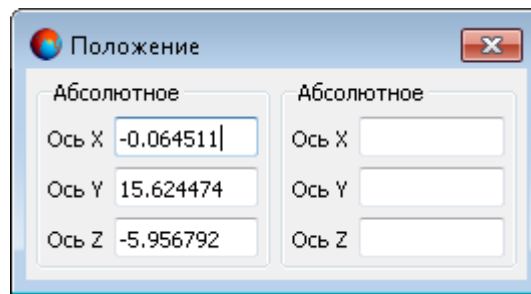 Положение
Абсолютное Абсолютное
Ось X -0.064511 Ось X
Ось Y 15.624474 Ось Y
Ось Z -5.956792 Ось Z